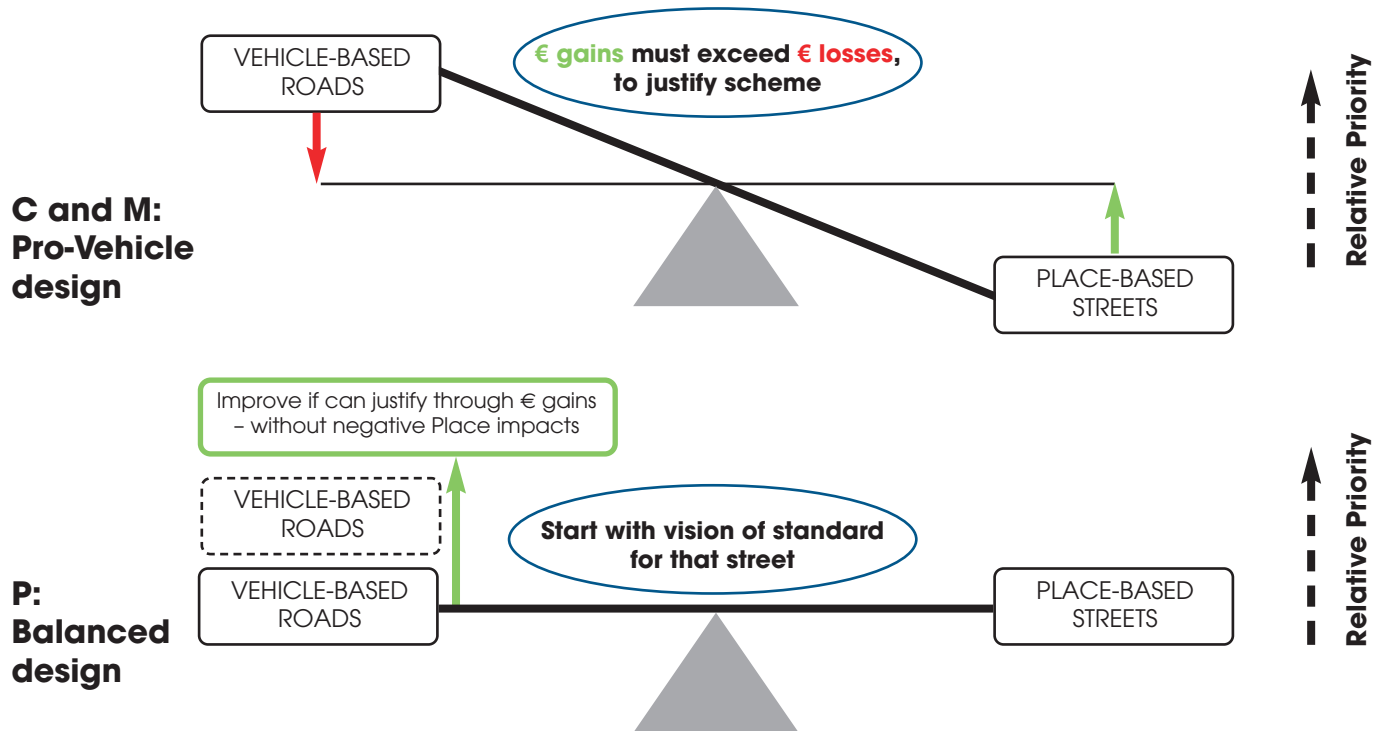 VEHICLE-BASED
ROADS
€ gains must exceed € losses,
to justify scheme
Relative Priority
C and M:
Pro-Vehicle
design
PLACE-BASED
STREETS
Improve if can justify through € gains
– without negative Place impacts
VEHICLE-BASED
ROADS
Start with vision of standard
for that street
Relative Priority
P:
Balanced
design
VEHICLE-BASED
ROADS
PLACE-BASED
STREETS